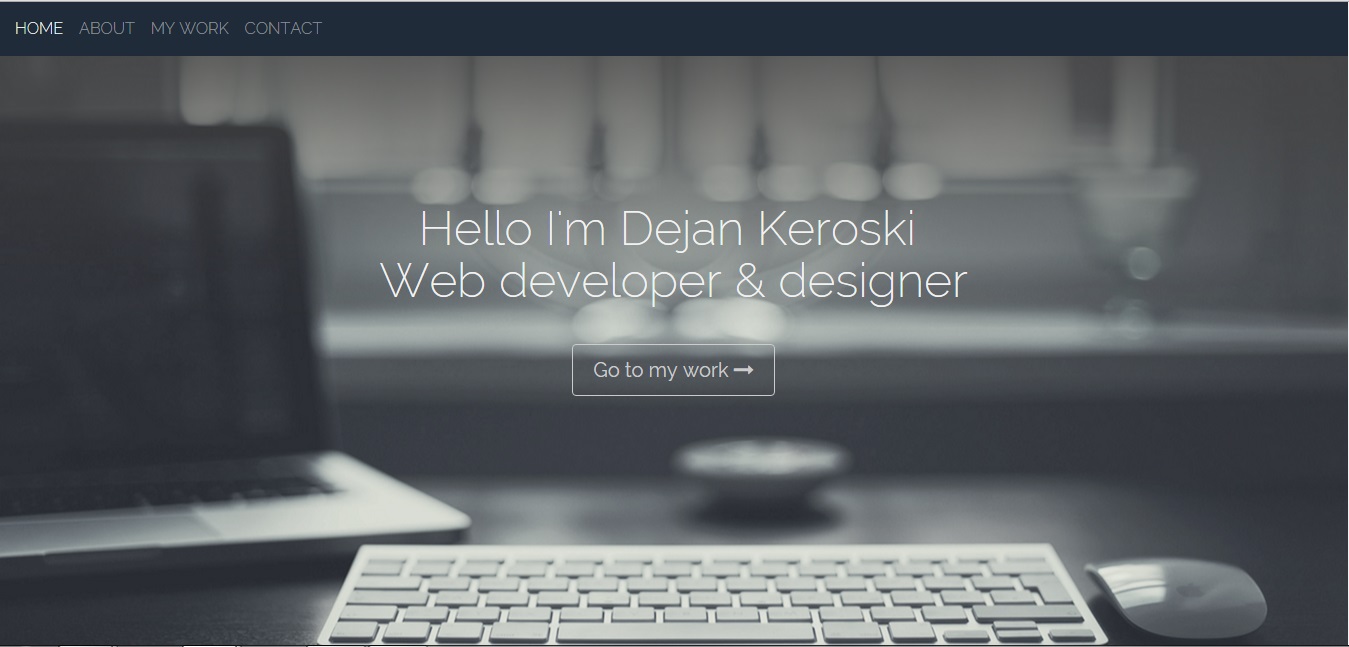 HOME ABOUT MY WORK CONTACT
Hello I'm Dejan Keroski
Web developer & designer
Go to my work